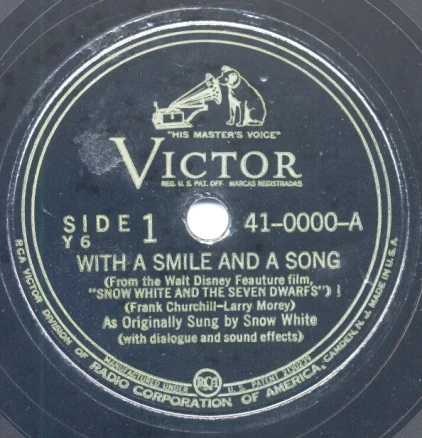 "HIS MASTER'S VOICE"
VICTOR
REG. U. S. PAT. OFF. MARCAS REGISTRADAS
SIDE 1
Y 6
41-0000-A
WITH A SMILE AND A SONG
(From the Walt Disney Feauture film,
"SNOW WHITE AND THE SEVEN DWARFS")
(Frank Churchill-Larry Morey)
As Originally Sung by Snow White
(with dialogue and sound effects)
MANUFACTURED UNDER RCA U. S. PATENT
RCA VICTOR DIVISION OF RADIO CORPORATION OF AMERICA, CAMDEN, N. J. MADE IN U. S. A.